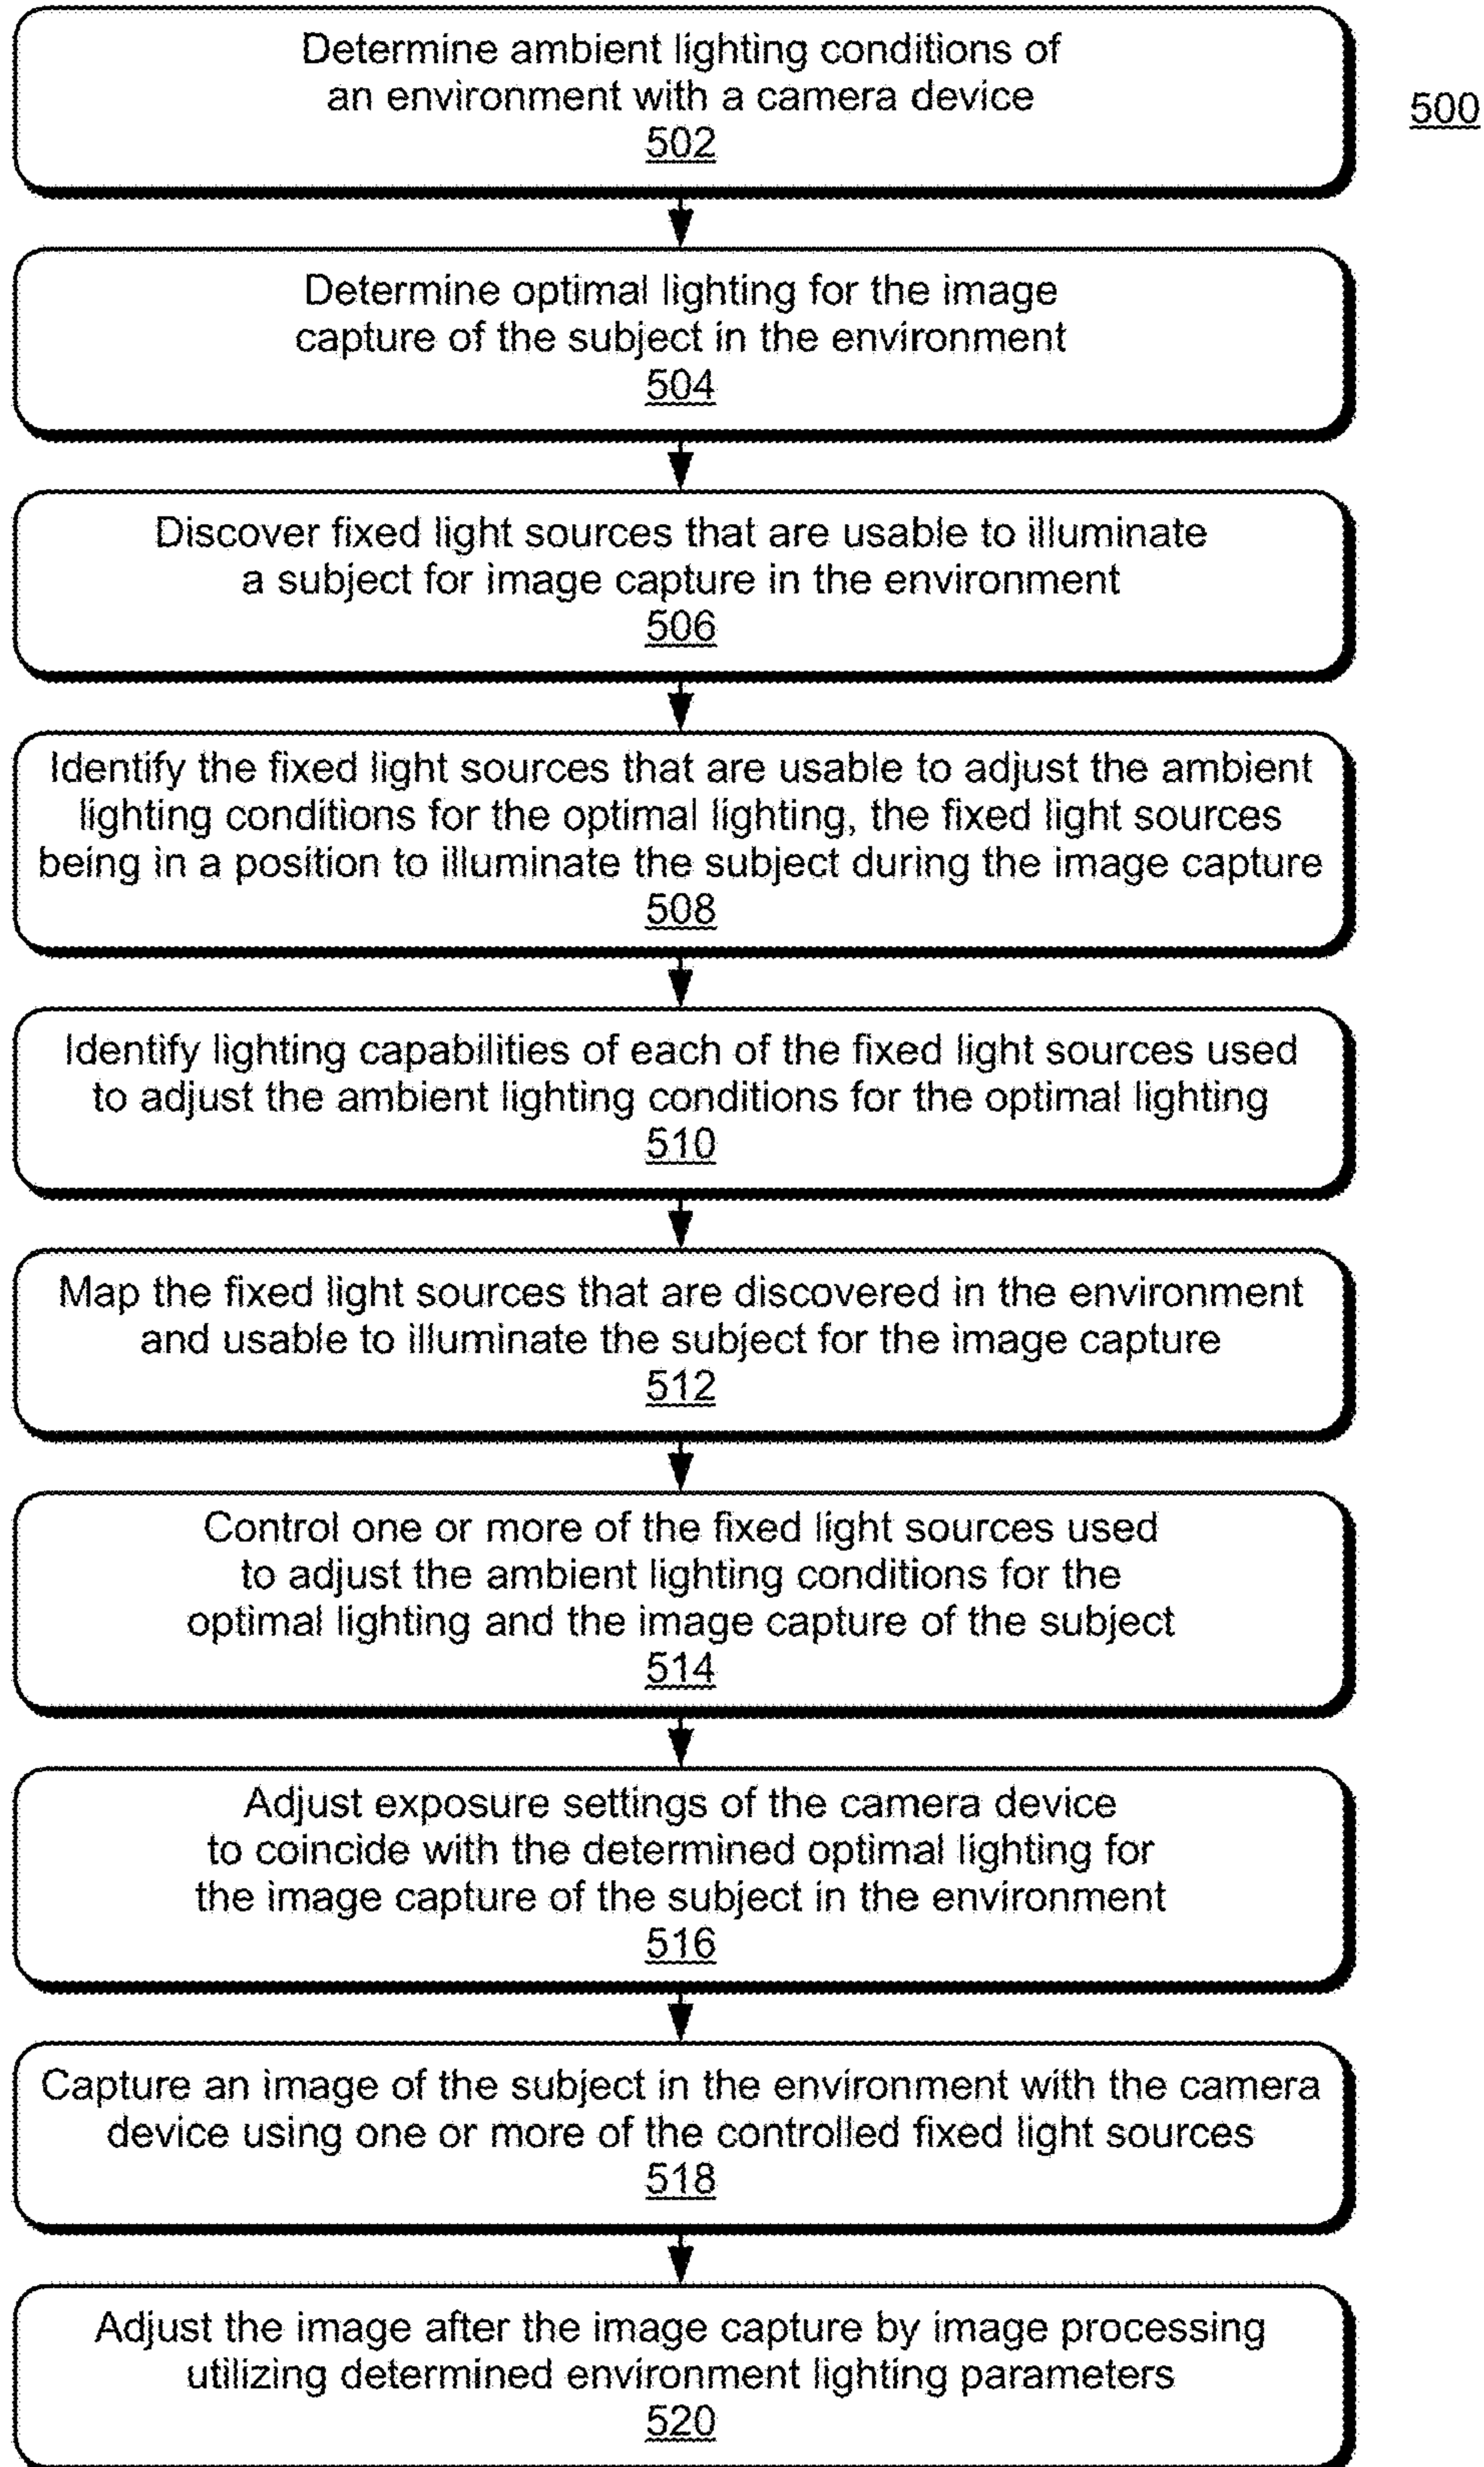 Determine ambient lighting conditions of
an environment with a camera device
502
500
Determine optimal lighting for the image
capture of the subject in the environment
504
Discover fixed light sources that are usable to illuminate
a subject for image capture in the environment
506
Identify the fixed light sources that are usable to adjust the ambient
lighting conditions for the optimal lighting, the fixed light sources
being in a position to illuminate the subject during the image capture
508
Identify lighting capabilities of each of the fixed light sources used
to adjust the ambient lighting conditions for the optimal lighting
510
Map the fixed light sources that are discovered in the environment
and usable to illuminate the subject for the image capture
512
Control one or more of the fixed light sources used
to adjust the ambient lighting conditions for the
optimal lighting and the image capture of the subject
514
Adjust exposure settings of the camera device
to coincide with the determined optimal lighting for
the image capture of the subject in the environment
516
Capture an image of the subject in the environment with the camera
device using one or more of the controlled fixed light sources
518
Adjust the image after the image capture by image processing
utilizing determined environment lighting parameters
520